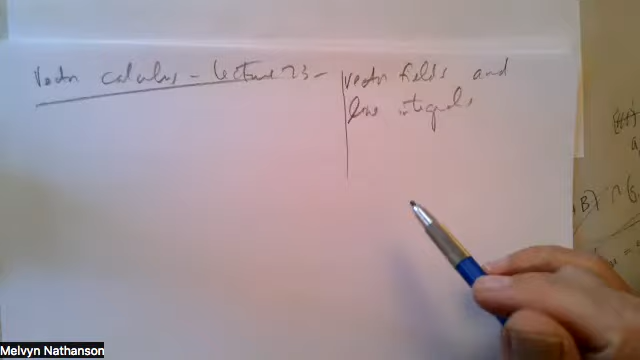 Vector calculus - Lecture 23 -
vector fields and
line integrals
B)
Melvyn Nathanson